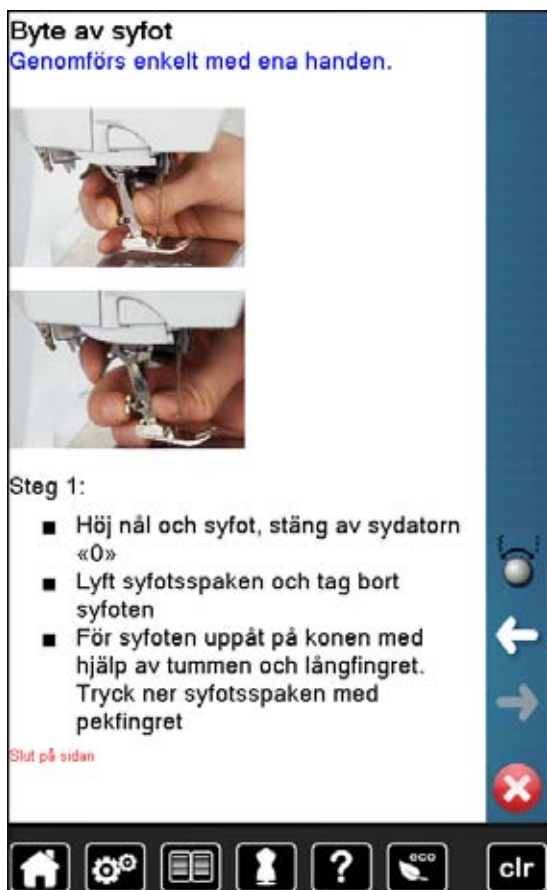 Byte av syfot
Genomförs enkelt med ena handen.
Steg 1:
■ Höj nål och syfot, stäng av sydatorn
«0»
■ Lyft syfotsspaken och tag bort
syfoten
■ För syfoten uppåt på konen med
hjälp av tummen och långfingret.
Tryck ner syfotsspaken med
pekfingret
Slut på sidan
? eco clr